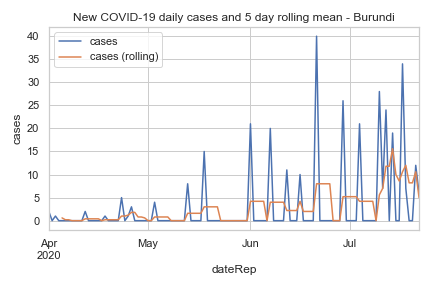 New COVID-19 daily cases and 5 day rolling mean - Burundi
cases
cases (rolling)
40
35
30
25
20
15
10
5
0
cases
Apr
2020
May
Jun
Jul
dateRep